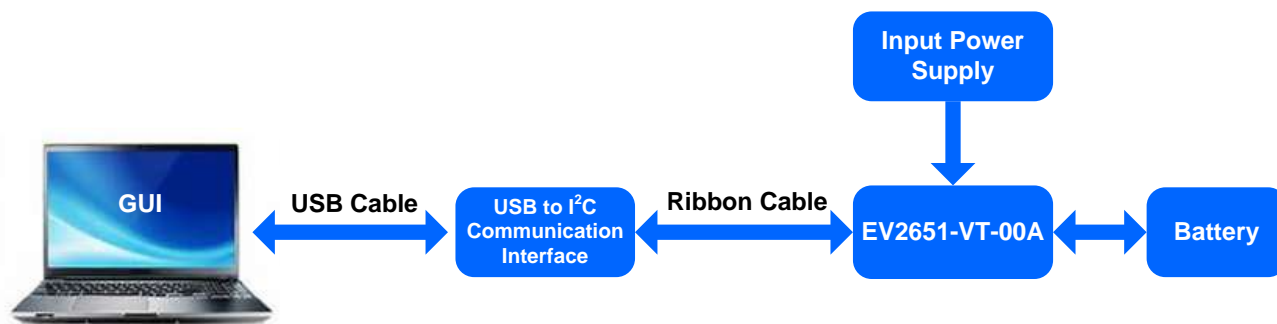 Input Power
Supply
GUI
USB Cable
USB to I²C
Communication
Interface
Ribbon Cable
EV2651-VT-00A
Battery